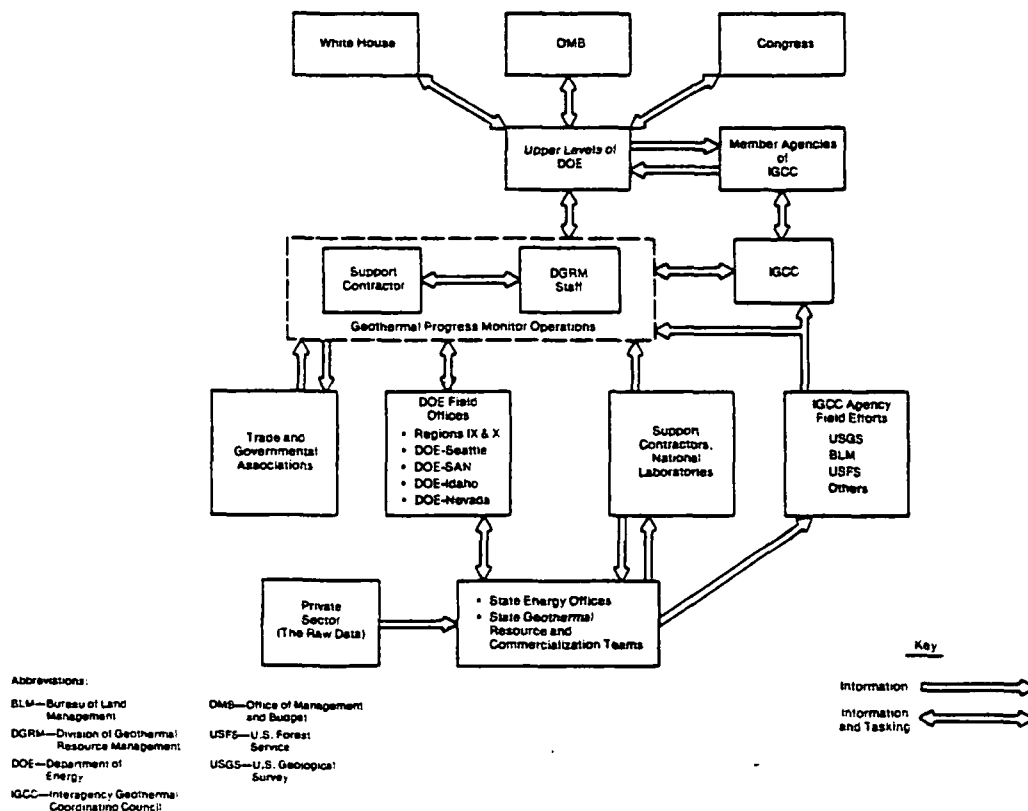 White House
OMB
Congress
Upper Levels of
DOE
Member Agencies
of
IGCC
Support
Contractor
DGRM
Staff
IGCC
Geothermal Progress Monitor Operations
Trade and
Governmental
Associations
DOE Field
Offices
• Regions IX & X
• DOE-Seattle
• DOE-SAN
• DOE-Idaho
• DOE-Nevada
Support
Contractors,
National
Laboratories
IGCC Agency
Field Efforts
USGS
BLM
USFS
Others
Private
Sector
(The Raw Data)
• State Energy Offices
• State Geothermal
Resource and
Commercialization Teams
Key
Information
Information
and Tasking
Abbreviations:
BLM—Bureau of Land
Management
DGRM—Division of Geothermal
Resource Management
DOE—Department of
Energy
IGCC—Interagency Geothermal
Coordinating Council
OMB—Office of Management
and Budget
USFS—U.S. Forest
Service
USGS—U.S. Geological
Survey